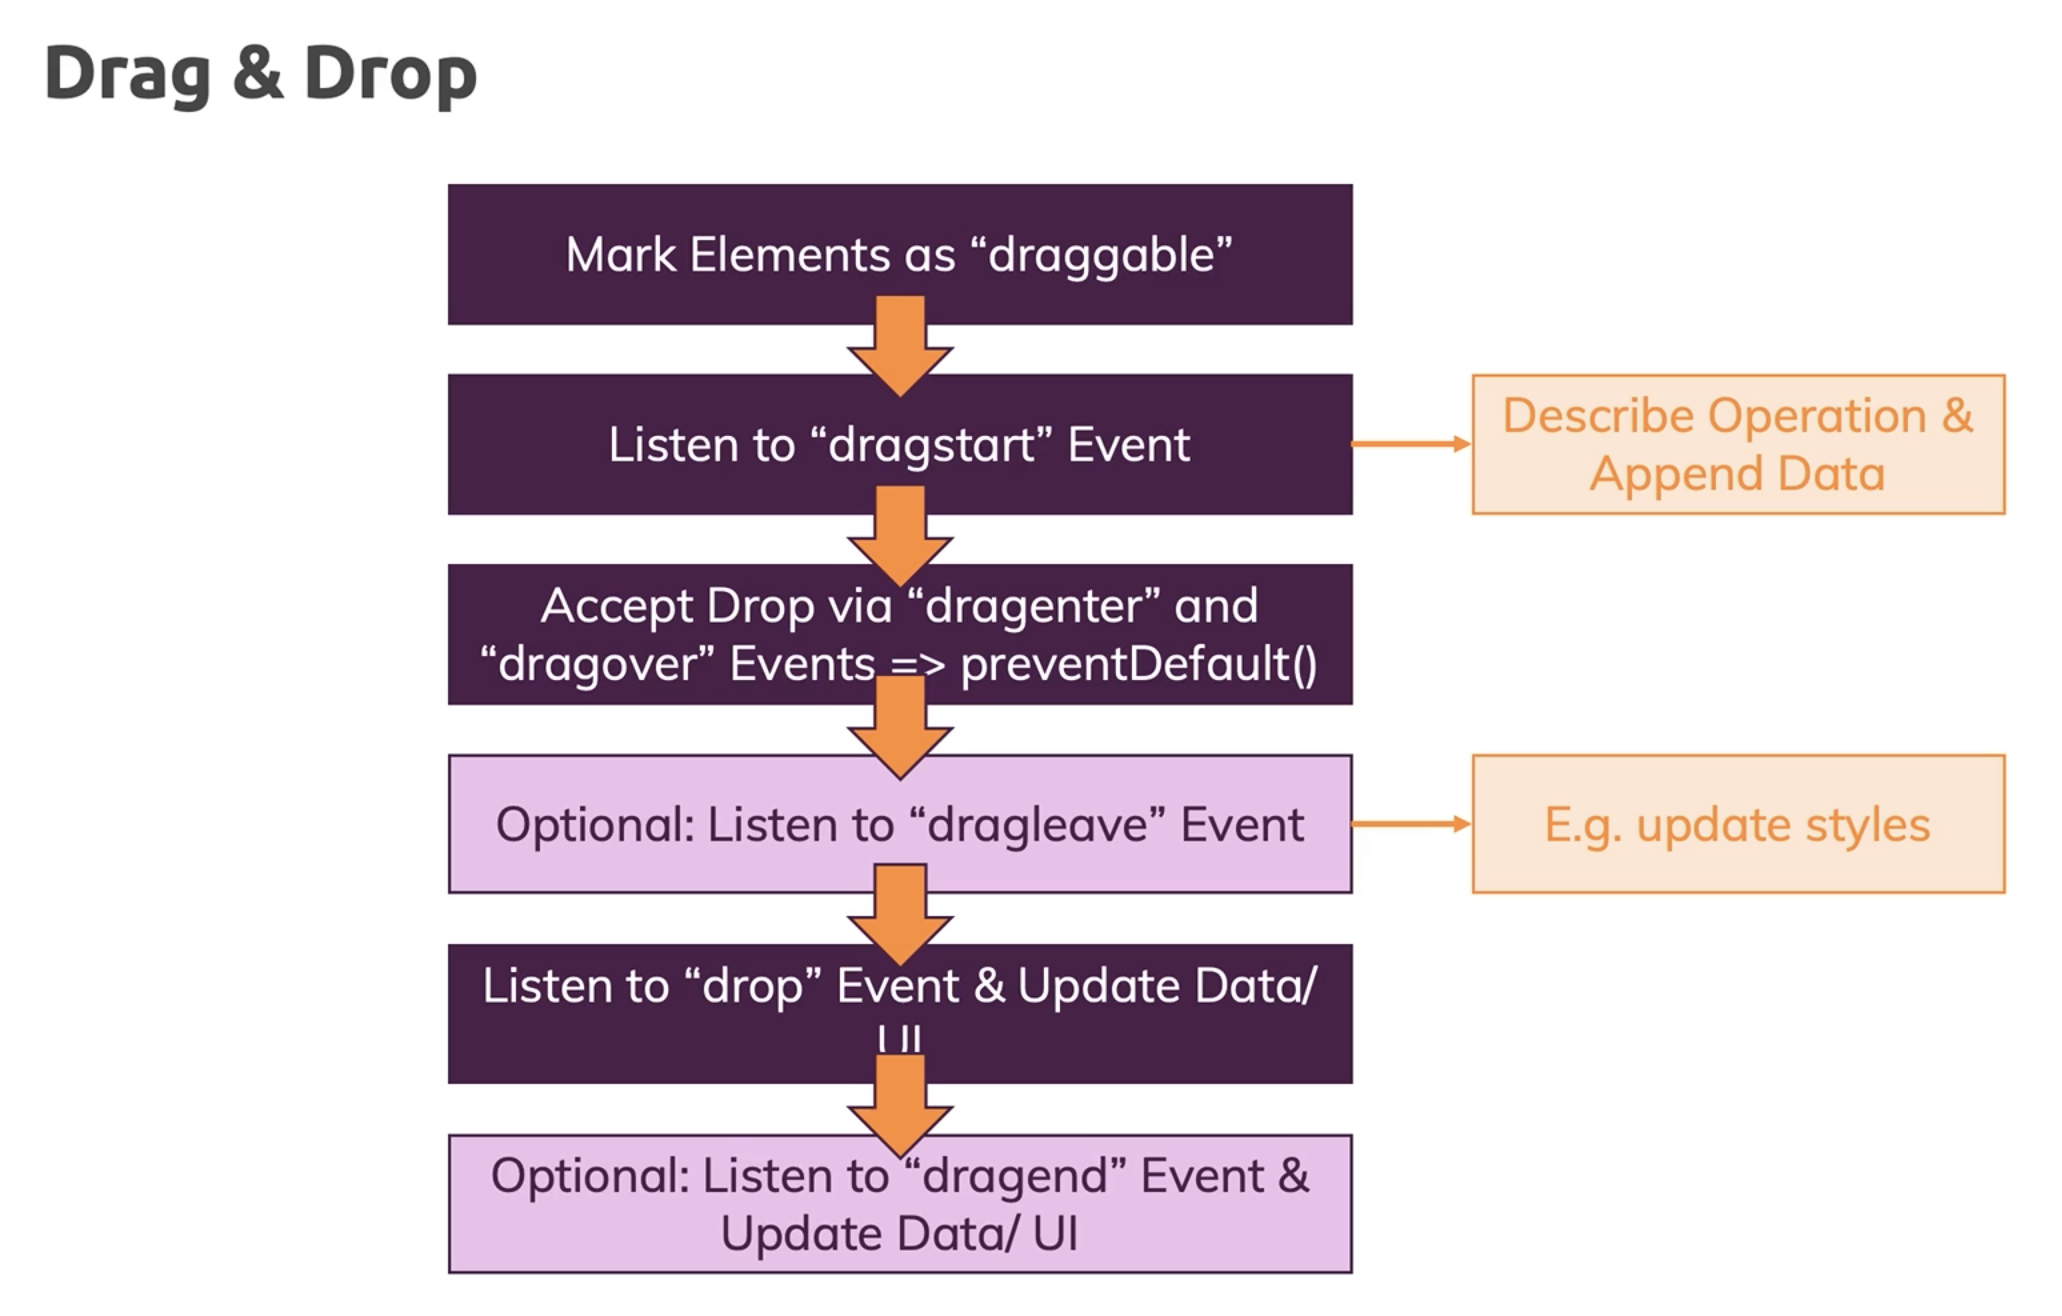 Drag & Drop
Mark Elements as “draggable”
Listen to “dragstart” Event
Describe Operation &
Append Data
Accept Drop via “dragenter” and
“dragover” Events => preventDefault()
Optional: Listen to “dragleave” Event
E.g. update styles
Listen to “drop” Event & Update Data/
UI
Optional: Listen to “dragend” Event &
Update Data/ UI